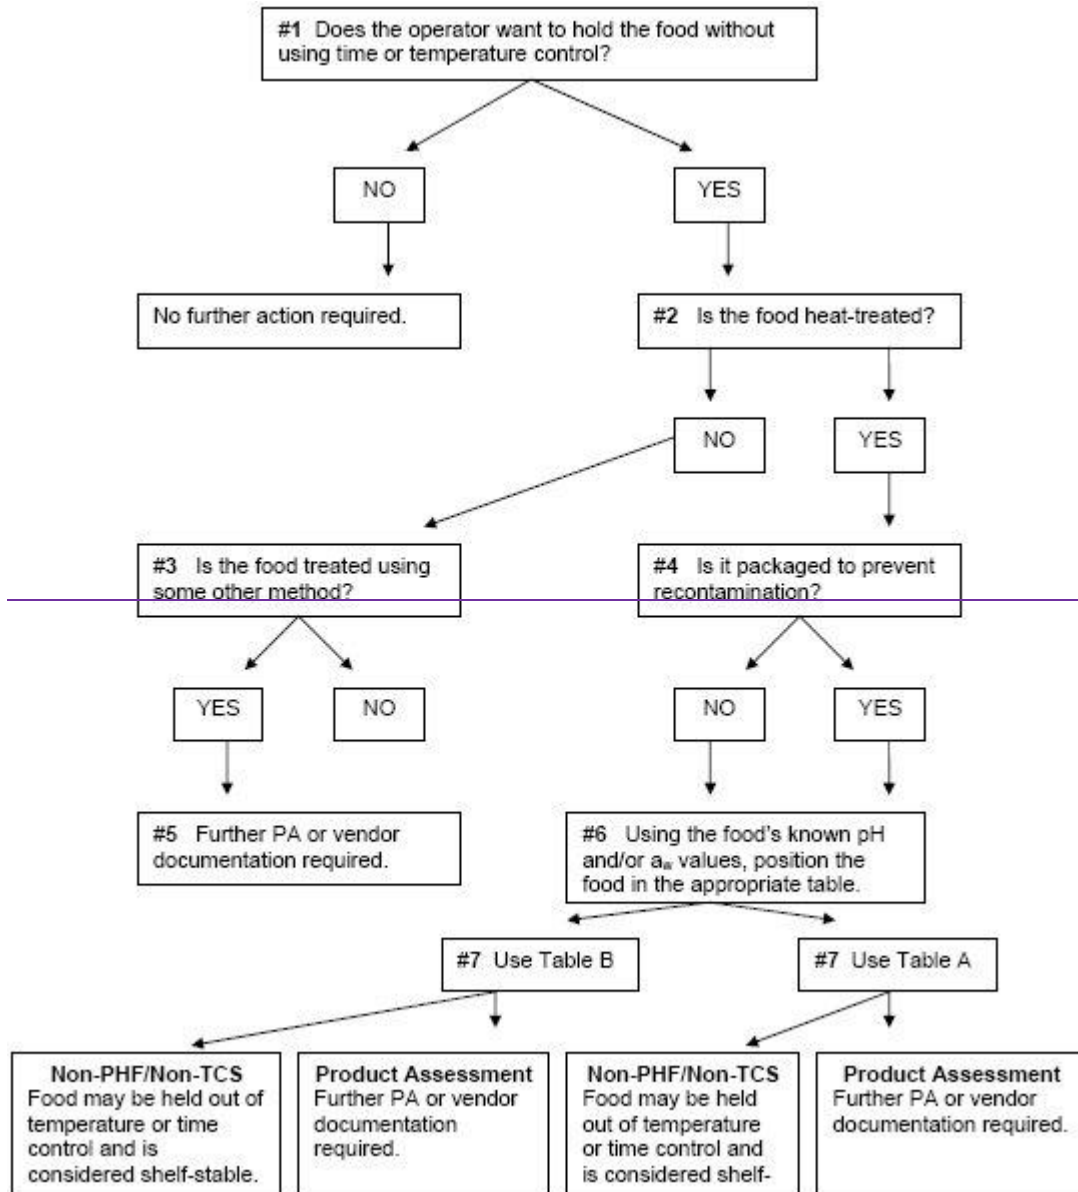 #1 Does the operator want to hold the food without
using time or temperature control?
NO
YES
No further action required.
#2 Is the food heat-treated?
NO
YES
#3 Is the food treated using
some other method?
#4 Is it packaged to prevent
recontamination?
YES
NO
NO
YES
#5 Further PA or vendor
documentation required.
#6 Using the food's known pH
and/or aw values, position the
food in the appropriate table.
#7 Use Table B
#7 Use Table A
Non-PHF/Non-TCS
Food may be held out of
temperature or time
control and is
considered shelf-stable.
Product Assessment
Further PA or vendor
documentation
required.
Non-PHF/Non-TCS
Food may be held
out of temperature
or time control and
is considered shelf-
Product Assessment
Further PA or vendor
documentation required.